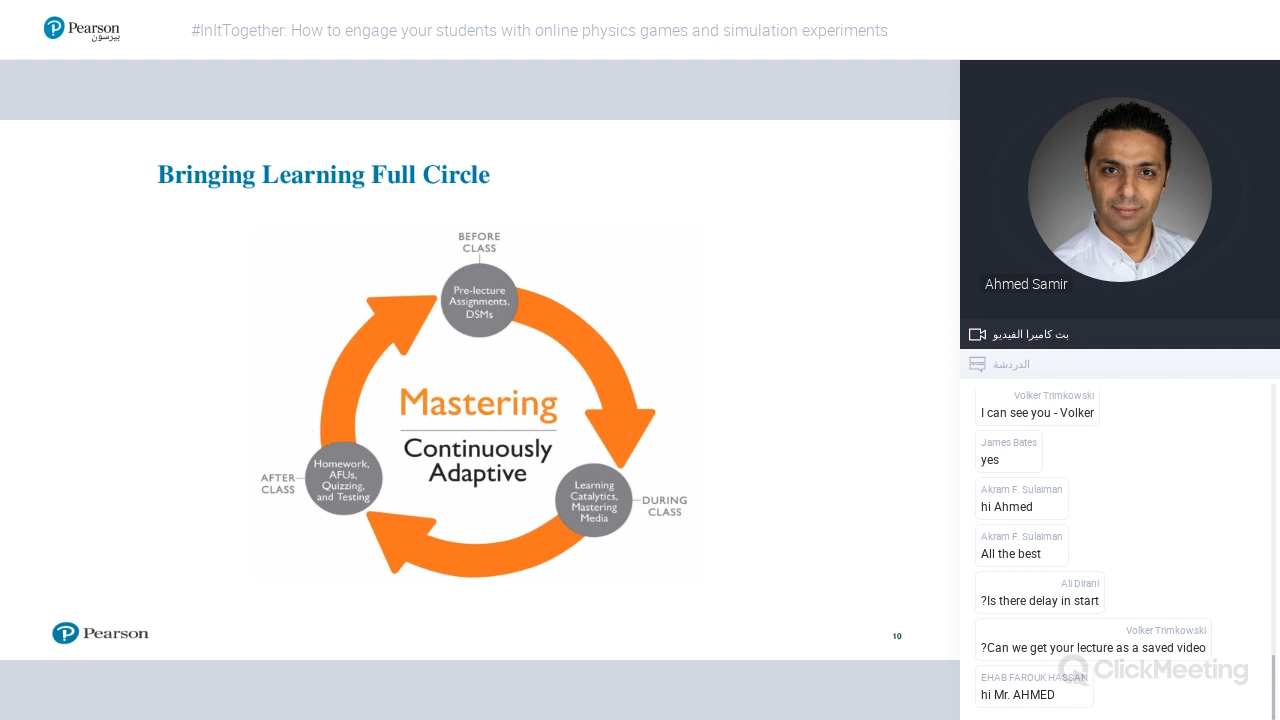 Pearson
بيرسون
#InItTogether: How to engage your students with online physics games and simulation experiments
Bringing Learning Full Circle
BEFORE
CLASS
Pre-lecture
Assignments,
DSMs
Mastering
Continuously
Adaptive
AFTER
CLASS
Homework,
AFUs,
Quizzing,
and Testing
Learning
Catalytics,
Mastering
Media
DURING
CLASS
Pearson
10
Ahmed Samir
بث كاميرا الفيديو
الدردشة
Volker Trimkowski
I can see you - Volker
James Bates
yes
Akram F. Sulaiman
hi Ahmed
Akram F. Sulaiman
All the best
Ali Dirani
?Is there delay in start
Volker Trimkowski
?Can we get your lecture as a saved video
ClickMeeting
EHAB FAROUK HASSAN
hi Mr. AHMED